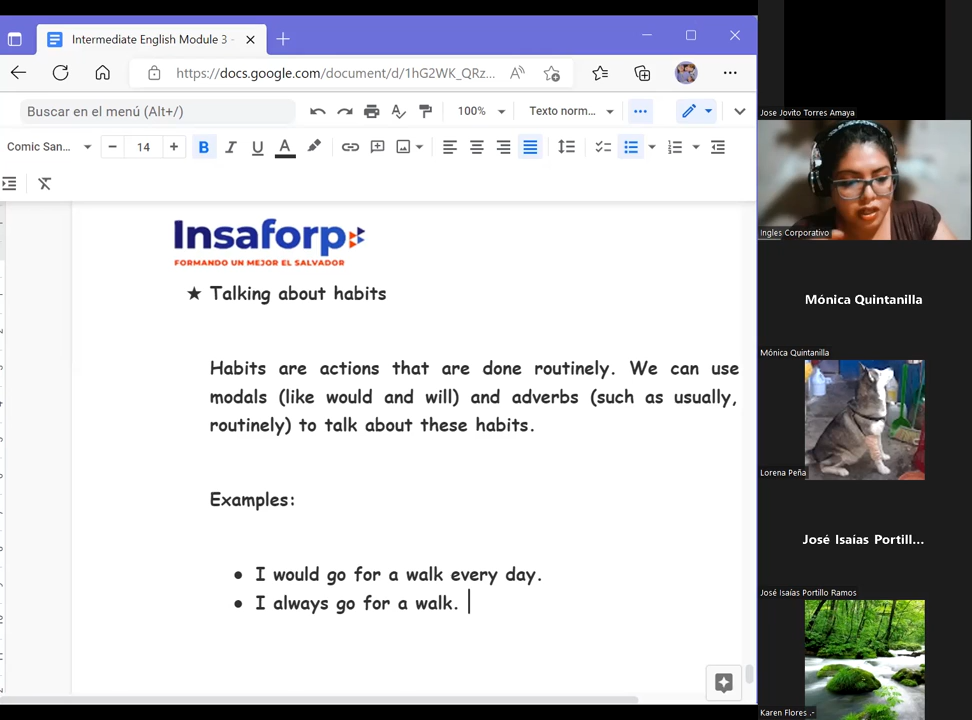 Intermediate English Module 3 -
https://docs.google.com/document/d/1hG2WK_QRz...
Buscar en el menú (Alt+/)
100%
Texto norm...
Comic San...
14
Insaforp
FORMANDO UN MEJOR EL SALVADOR
★ Talking about habits
Habits are actions that are done routinely. We can use
modals (like would and will) and adverbs (such as usually,
routinely) to talk about these habits.
Examples:
● I would go for a walk every day.
● I always go for a walk.
Jose Jovito Torres Amaya
Ingles Corporativo
Mónica Quintanilla
Mónica Quintanilla
Lorena Peña
José Isaías Portill...
José Isaías Portillo Ramos
Karen Flores .-